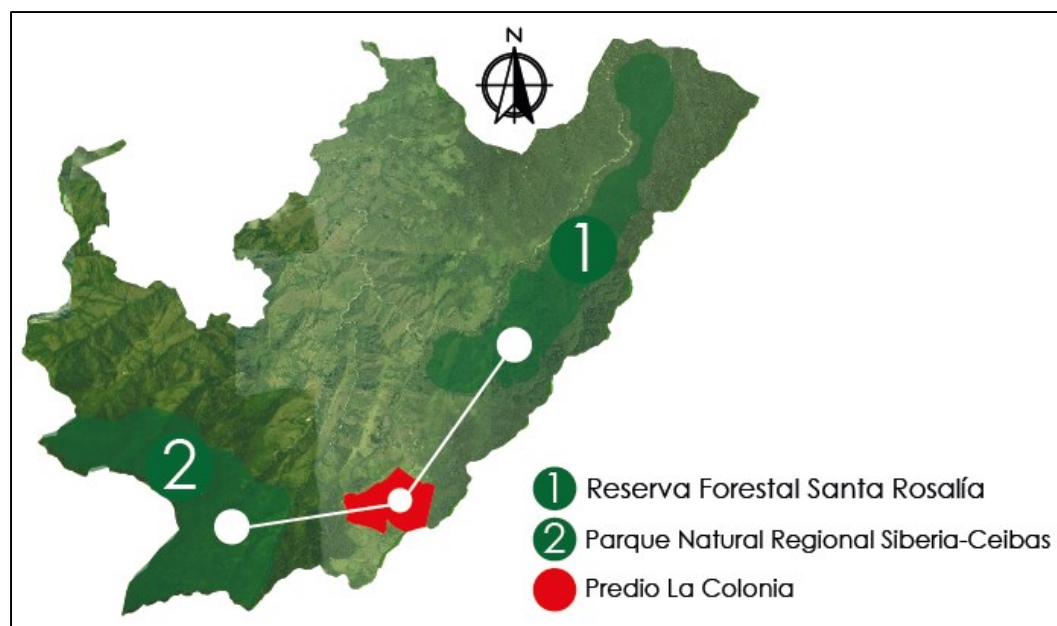 N
1
2
1 Reserva Forestal Santa Rosalía
2 Parque Natural Regional Siberia-Ceibas
Predio La Colonia